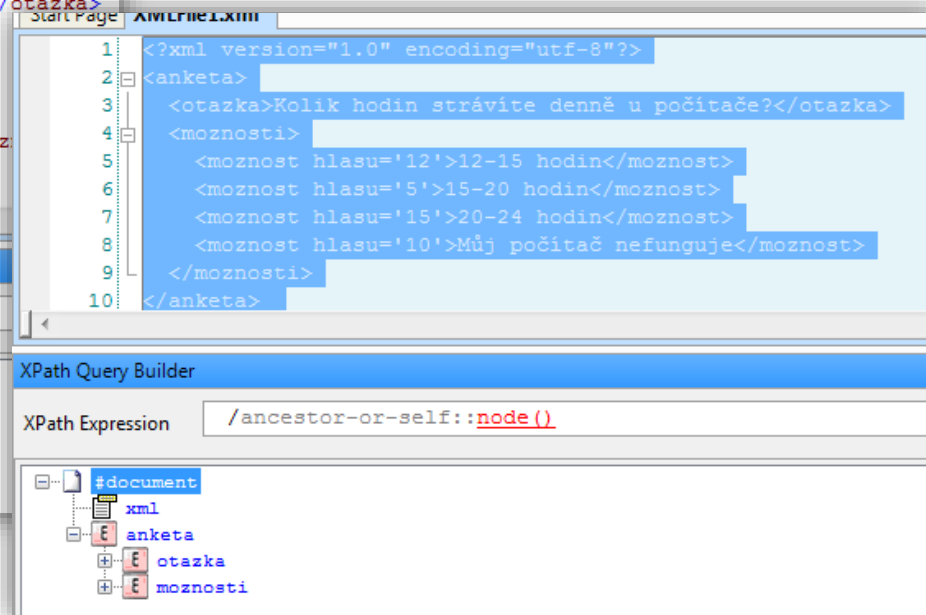 /otazka>
Start Page XMLFile1.xml
1 <?xml version="1.0" encoding="utf-8"?>
2 <anketa>
3 <otazka>Kolik hodin strávíte denně u počítače?</otazka>
4 <moznosti>
5 <moznost hlasu='12'>12-15 hodin</moznost>
6 <moznost hlasu='5'>15-20 hodin</moznost>
7 <moznost hlasu='15'>20-24 hodin</moznost>
8 <moznost hlasu='10'>Můj počítač nefunguje</moznost>
9 </moznosti>
10 </anketa>
XPath Query Builder
XPath Expression /ancestor-or-self::node()
#document
xml
E anketa
E otazka
E moznosti